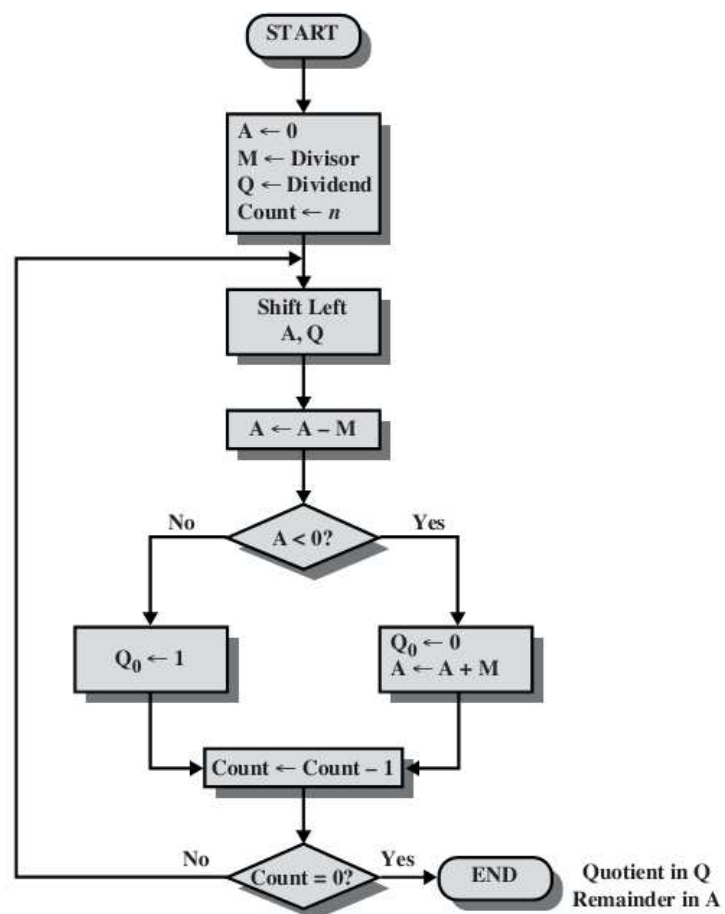 START
A ← 0
M ← Divisor
Q ← Dividend
Count ← n
Shift Left
A, Q
A ← A – M
No
Yes
A < 0?
Q₀ ← 1
Q₀ ← 0
A ← A + M
Count ← Count – 1
No
Yes
Count = 0?
END
Quotient in Q
Remainder in A